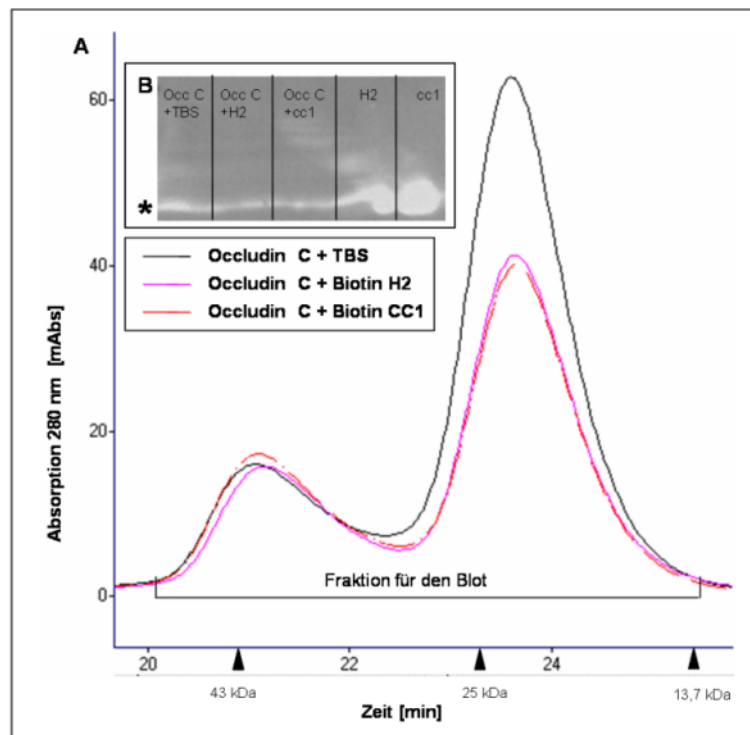 A
B
Occ C
+TBS
Occ C
+H2
Occ C
+cc1
H2
cc1
*
Occludin C + TBS
Occludin C + Biotin H2
Occludin C + Biotin CC1
Absorption 280 nm [mAbs]
60
40
20
0
Fraktion für den Blot
20
22
24
43 kDa
25 kDa
13,7 kDa
Zeit [min]